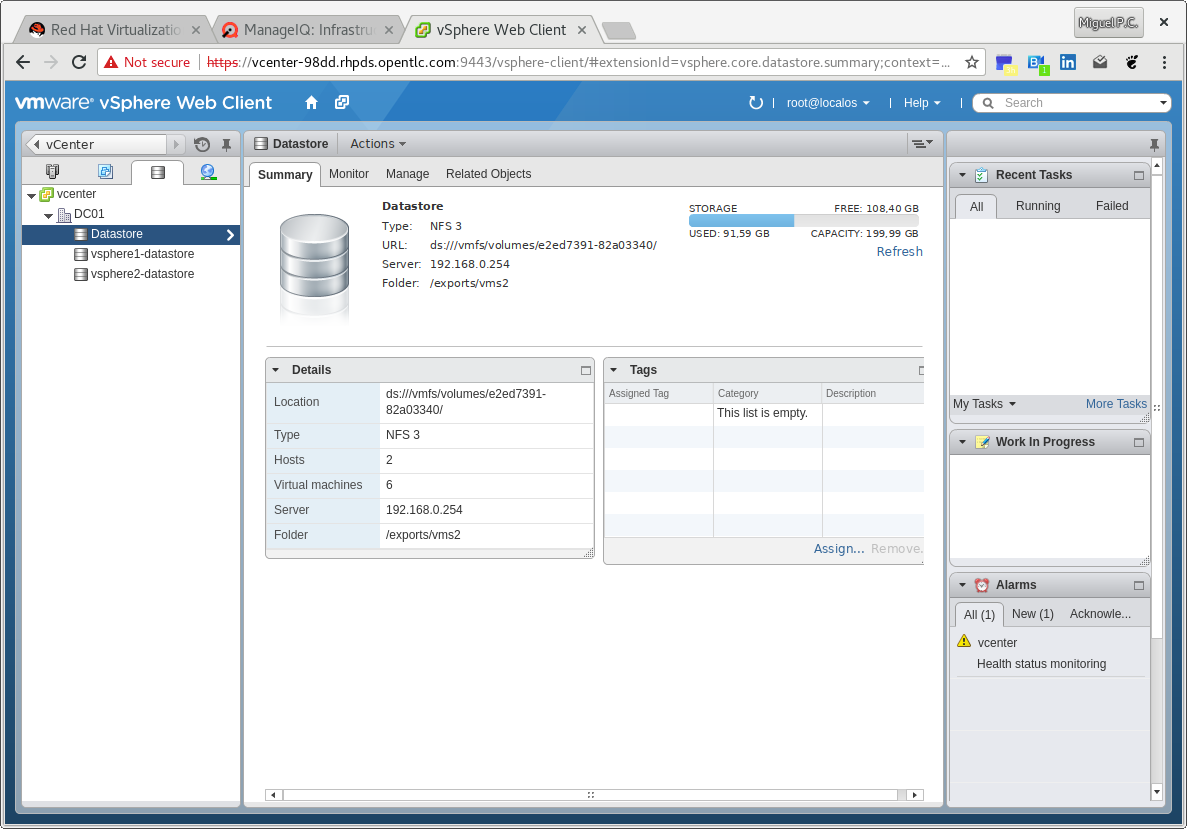 Red Hat Virtualizatio
ManageIQ: Infrastru
vSphere Web Client
Miguel P.C.
Not secure
https://vcenter-98dd.rhpds.opentlc.com:9443/vsphere-client/#extensionId=vsphere.core.datastore.summary;context=...
1
vmware® vSphere Web Client
root@localos
Help
Search
vCenter
vcenter
DC01
Datastore
vsphere1-datastore
vsphere2-datastore
Datastore
Actions
Summary
Monitor
Manage
Related Objects
Datastore
Type: NFS 3
URL: ds:///vmfs/volumes/e2ed7391-82a03340/
Server: 192.168.0.254
Folder: /exports/vms2
STORAGE
FREE: 108,40 GB
USED: 91,59 GB
CAPACITY: 199,99 GB
Refresh
Details
Location
ds:///vmfs/volumes/e2ed7391-
82a03340/
Type
NFS 3
Hosts
2
Virtual machines
6
Server
192.168.0.254
Folder
/exports/vms2
Tags
Assigned Tag
Category
Description
This list is empty.
Assign...
Remove.
Recent Tasks
All
Running
Failed
My Tasks
More Tasks
Work In Progress
Alarms
All (1)
New (1)
Acknowle...
vcenter
Health status monitoring